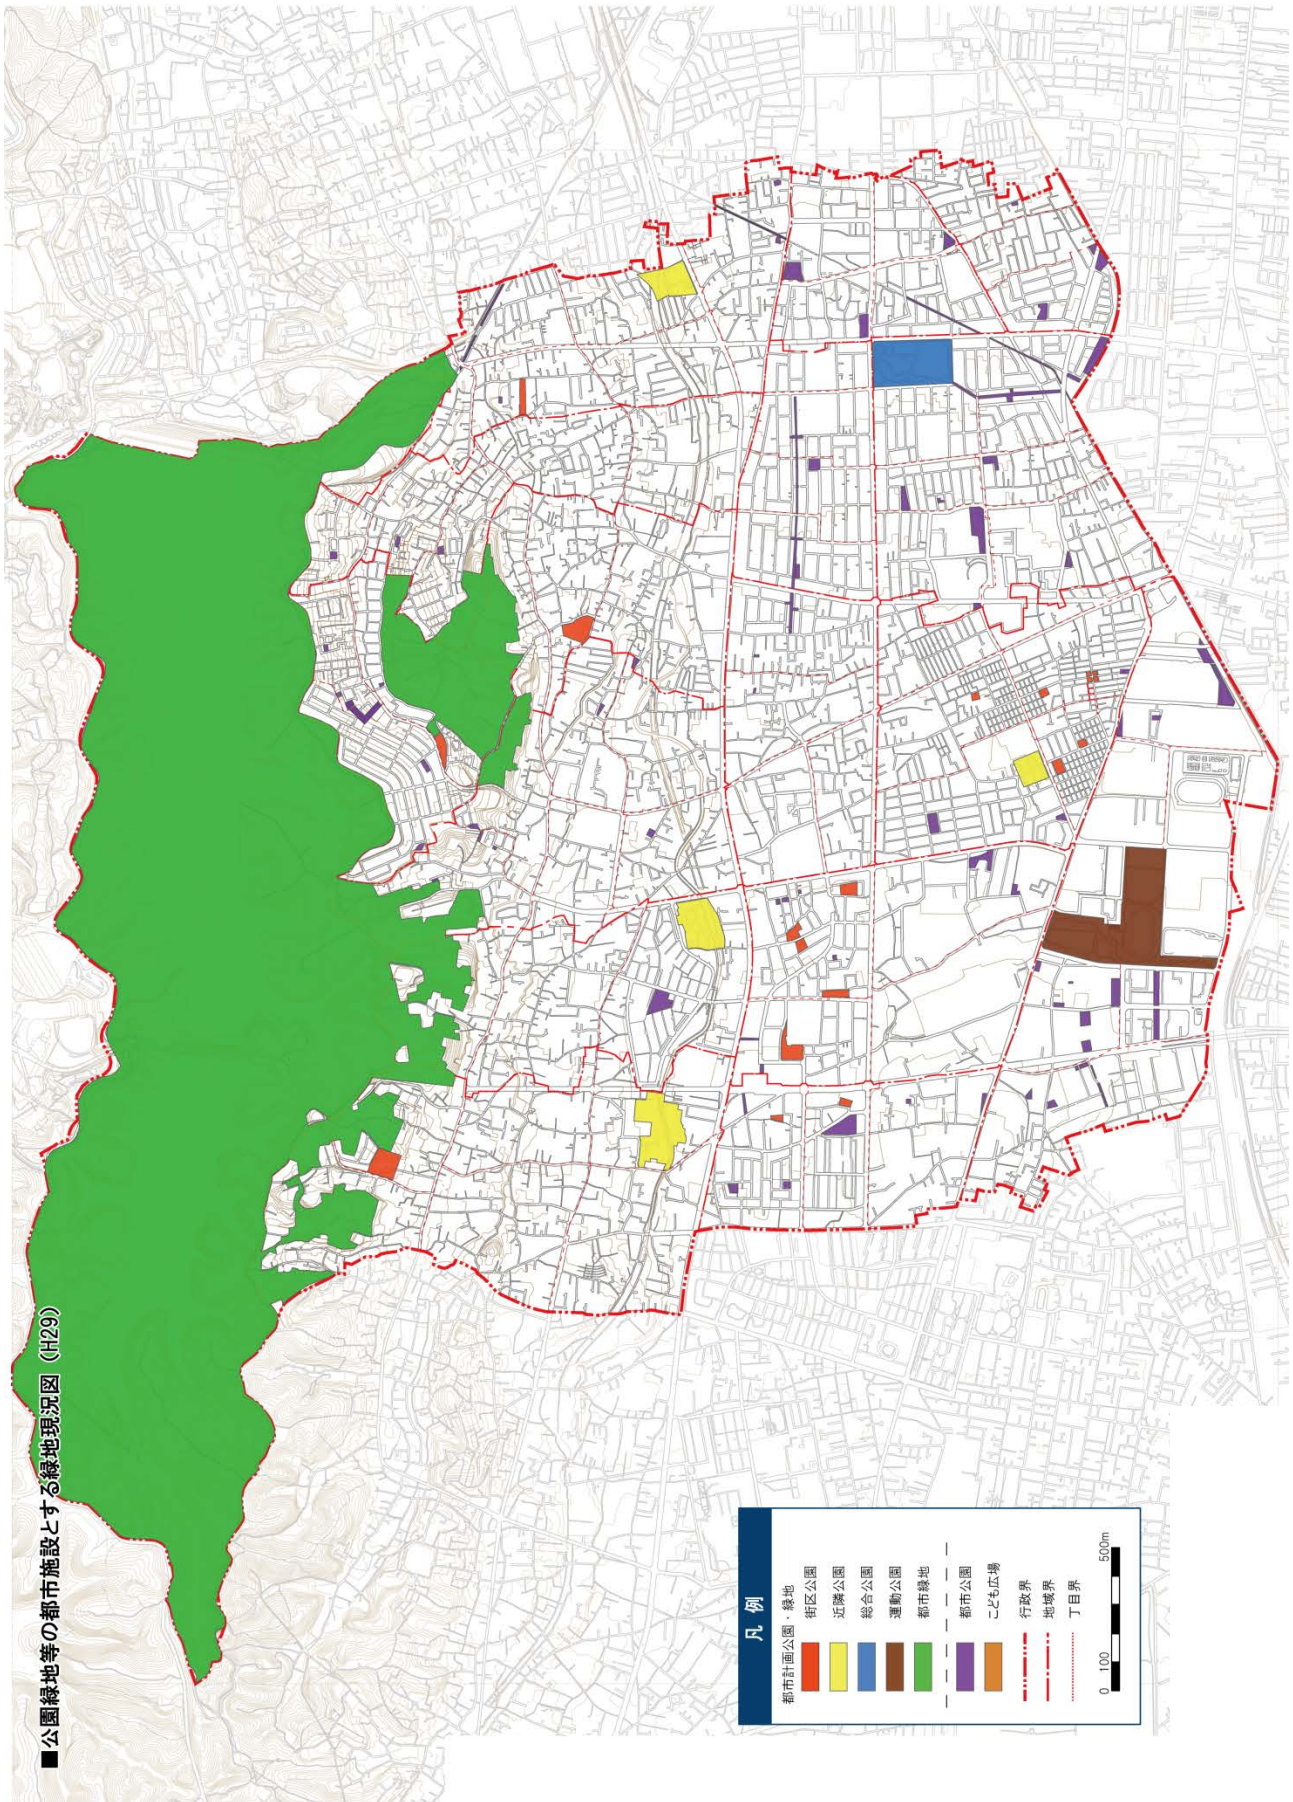 ■公園緑地等の都市施設とする緑地現況図（H29）
凡 例
都市計画公園・緑地
街区公園
近隣公園
総合公園
運動公園
都市緑地
都市公園
こども広場
行政界
地域界
丁目界
0 100 500m